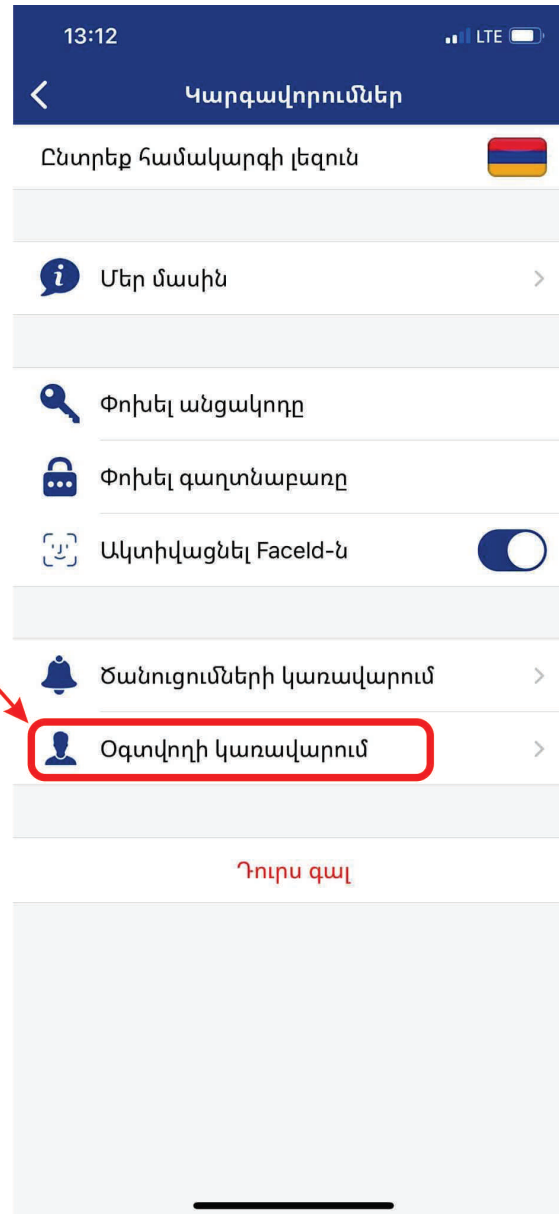 13:12 LTE
Կարգավորումներ
Ընտրեք համակարգի լեզուն
Մեր մասին
Փոխել անցակոդը
Փոխել գաղտնաբառը
Ակտիվացնել FaceId-ն
Ծանուցումների կառավարում
Օգտվողի կառավարում
Դուրս գալ